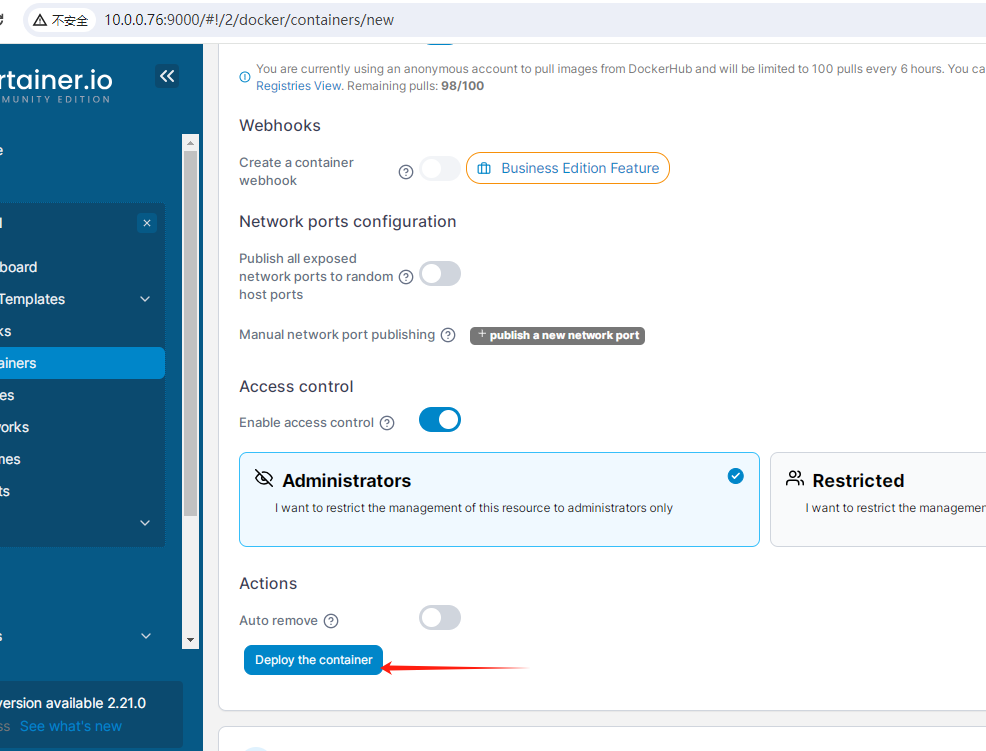 不安全 10.0.0.76:9000/#!/2/docker/containers/new
rtainer.io
MUNITY EDITION
board
Templates
ks
ainers
es
orks
mes
ts
s
ersion available 2.21.0
ss See what's new
You are currently using an anonymous account to pull images from DockerHub and will be limited to 100 pulls every 6 hours. You ca
Registries View. Remaining pulls: 98/100
Webhooks
Create a container
webhook
Business Edition Feature
Network ports configuration
Publish all exposed
network ports to random
host ports
Manual network port publishing
+ publish a new network port
Access control
Enable access control
Administrators
I want to restrict the management of this resource to administrators only
Restricted
I want to restrict the managemen
Actions
Auto remove
Deploy the container